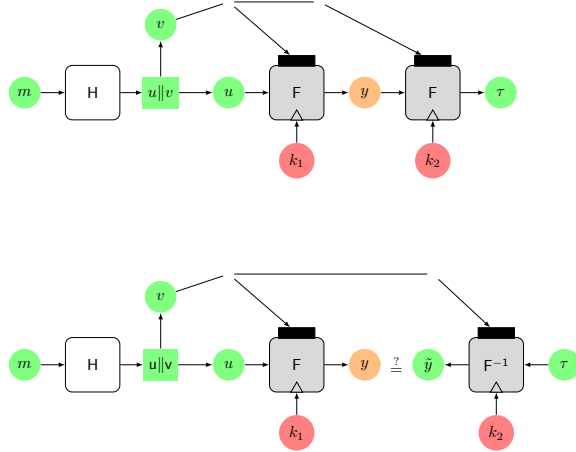 v
m H u∥v u F y F τ
k₁ k₂
v
m H u∥v u F y ≟ ỹ F⁻¹ τ
k₁ k₂